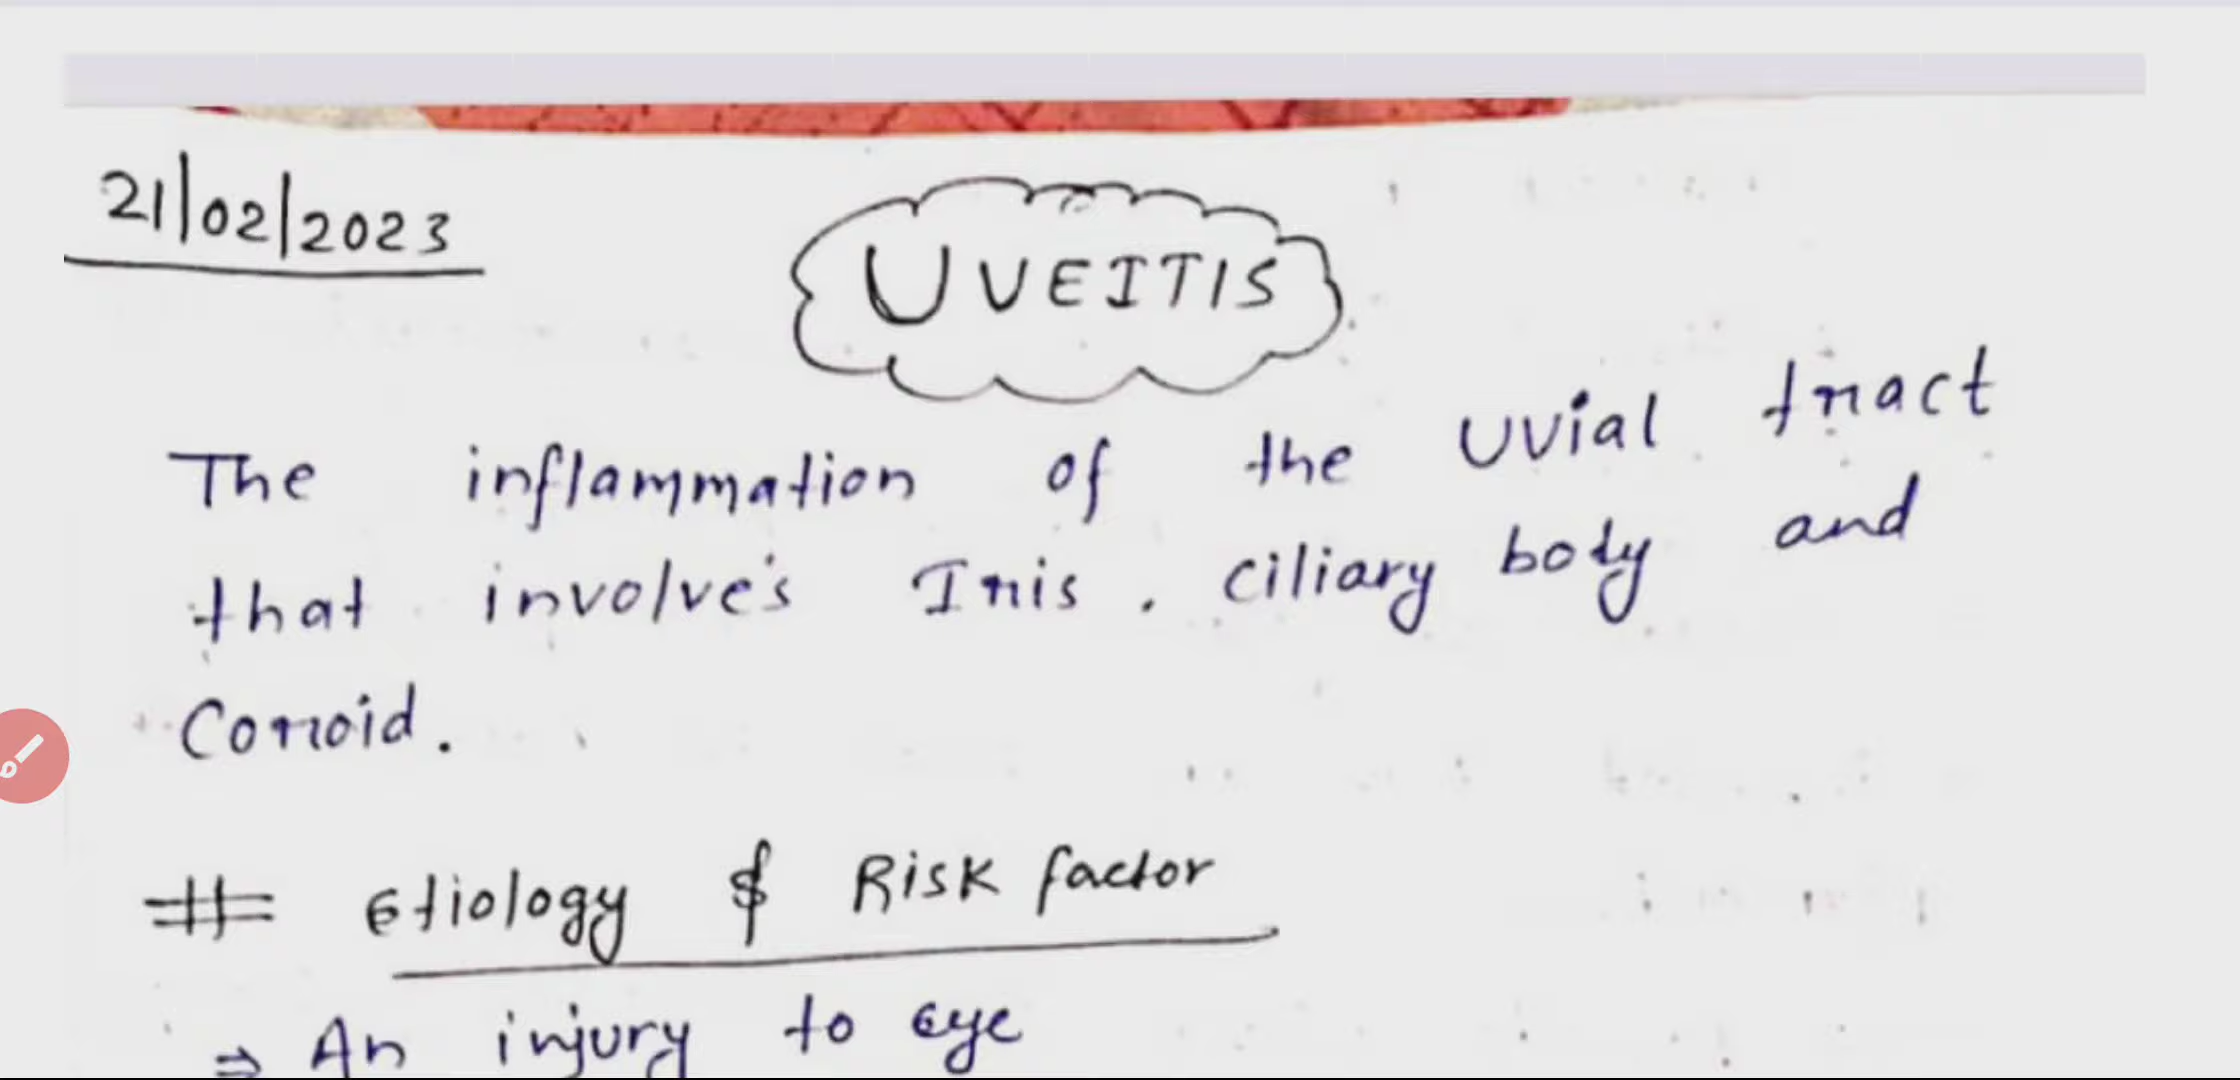 21/02/2023
UVEITIS
The inflammation of the Uvial tract
that involve's Iris. ciliary body and
Corroid.
# Etiology & Risk factor
⇒ An injury to eye